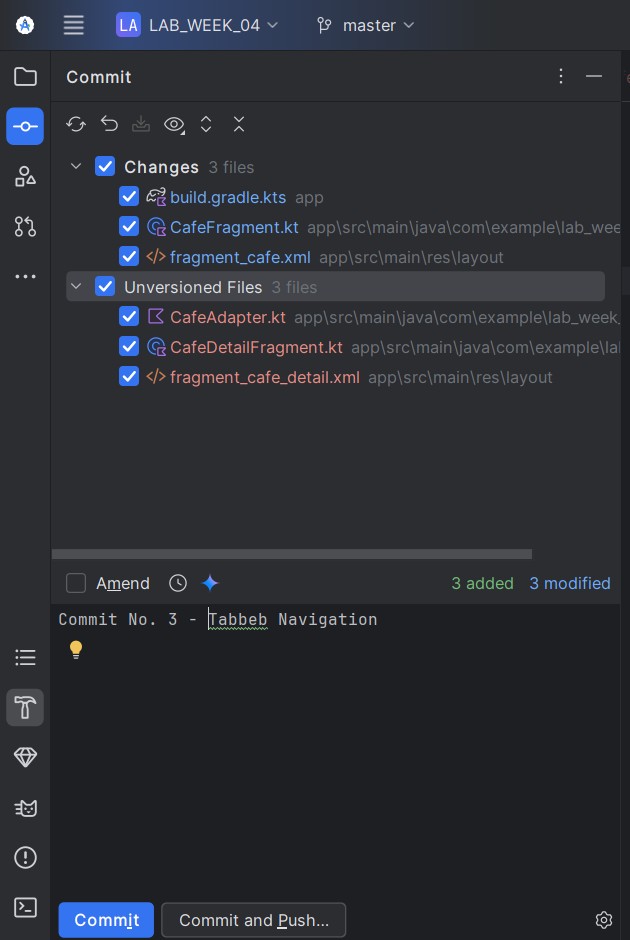 LA LAB_WEEK_04 master
Commit
Changes 3 files
build.gradle.kts app
CafeFragment.kt app\src\main\java\com\example\lab_wee
fragment_cafe.xml app\src\main\res\layout
Unversioned Files 3 files
CafeAdapter.kt app\src\main\java\com\example\lab_week_
CafeDetailFragment.kt app\src\main\java\com\example\la
fragment_cafe_detail.xml app\src\main\res\layout
Amend 3 added 3 modified
Commit No. 3 - Tabbeb Navigation
Commit Commit and Push...